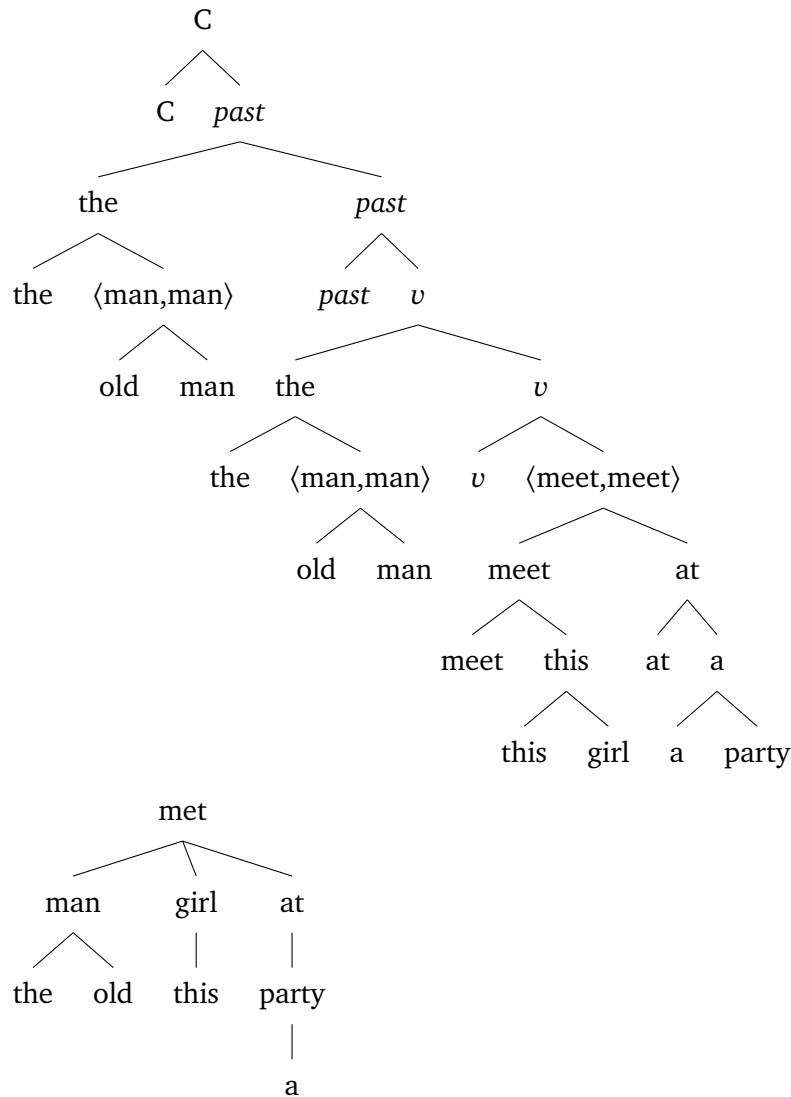 C
C past
the past
the ⟨man,man⟩ past v
old man the v
the ⟨man,man⟩ v ⟨meet,meet⟩
old man meet at
meet this at a
this girl a party
met
man girl at
the old this party
a